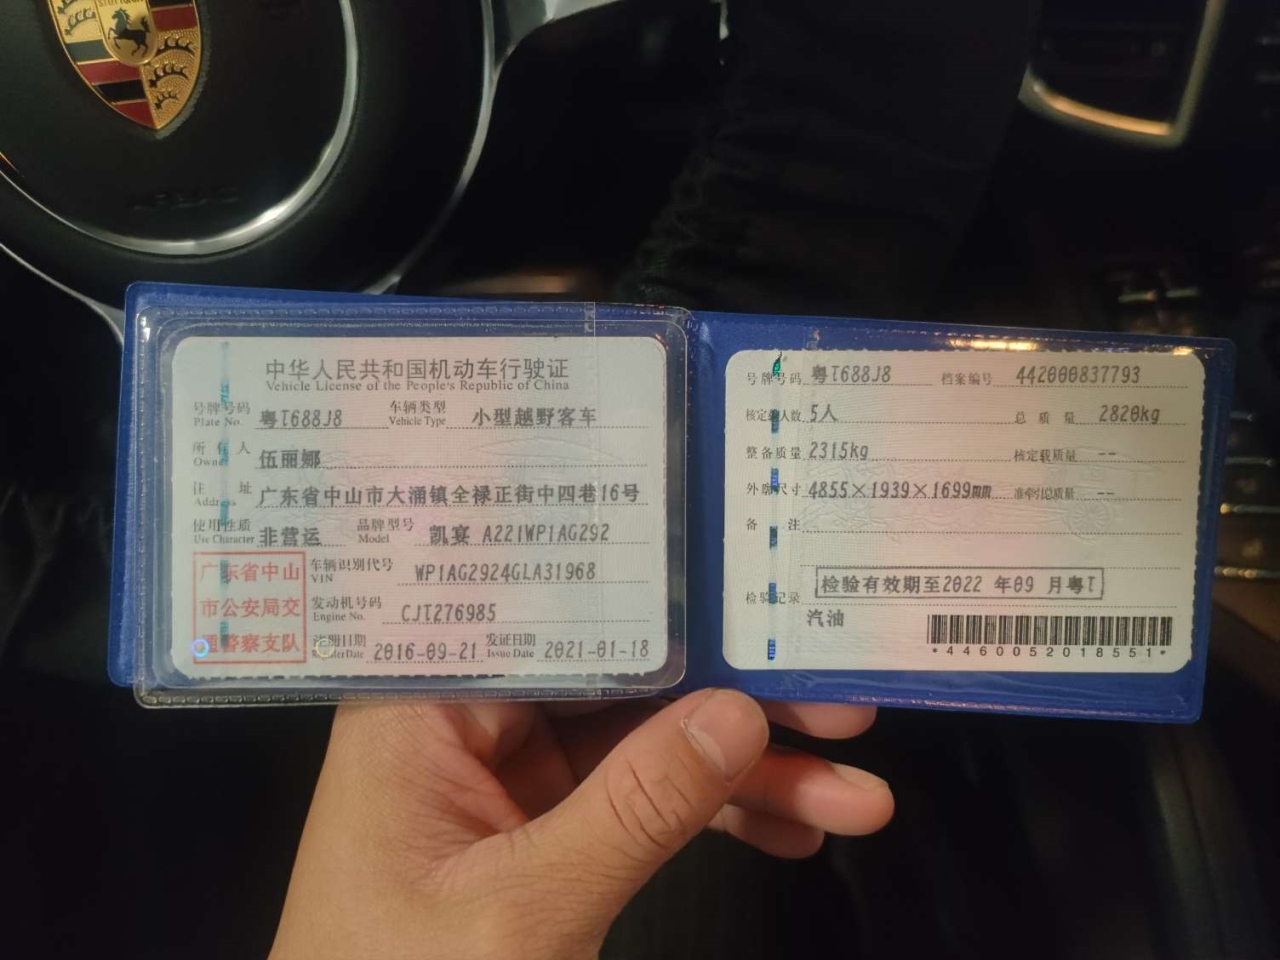 中华人民共和国机动车行驶证
Vehicle License of the People's Republic of China
号牌号码 粤T688J8 车辆类型 小型越野客车
Plate No. Vehicle Type
所有人 伍丽娜
Owner
住址 广东省中山市大涌镇全禄正街中四巷16号
Address
使用性质 非营运 品牌型号 凯宴 A221WP1AG292
Use Character Model
广东省中山
市公安局交
通警察支队
车辆识别代号 WP1AG2924GLA31968
VIN
发动机号码 CJT276985
Engine No.
注册日期 2016-09-21 发证日期 2021-01-18
Register Date Issue Date
号牌号码 粤T688J8 档案编号 442000837793
核定载人数 5人 总质量 2820kg
整备质量 2315kg 核定载质量 --
外廓尺寸 4855×1939×1699mm 准牵引总质量 --
备注
检验记录 检验有效期至2022 年09 月粤T
汽油
*4460052018551*